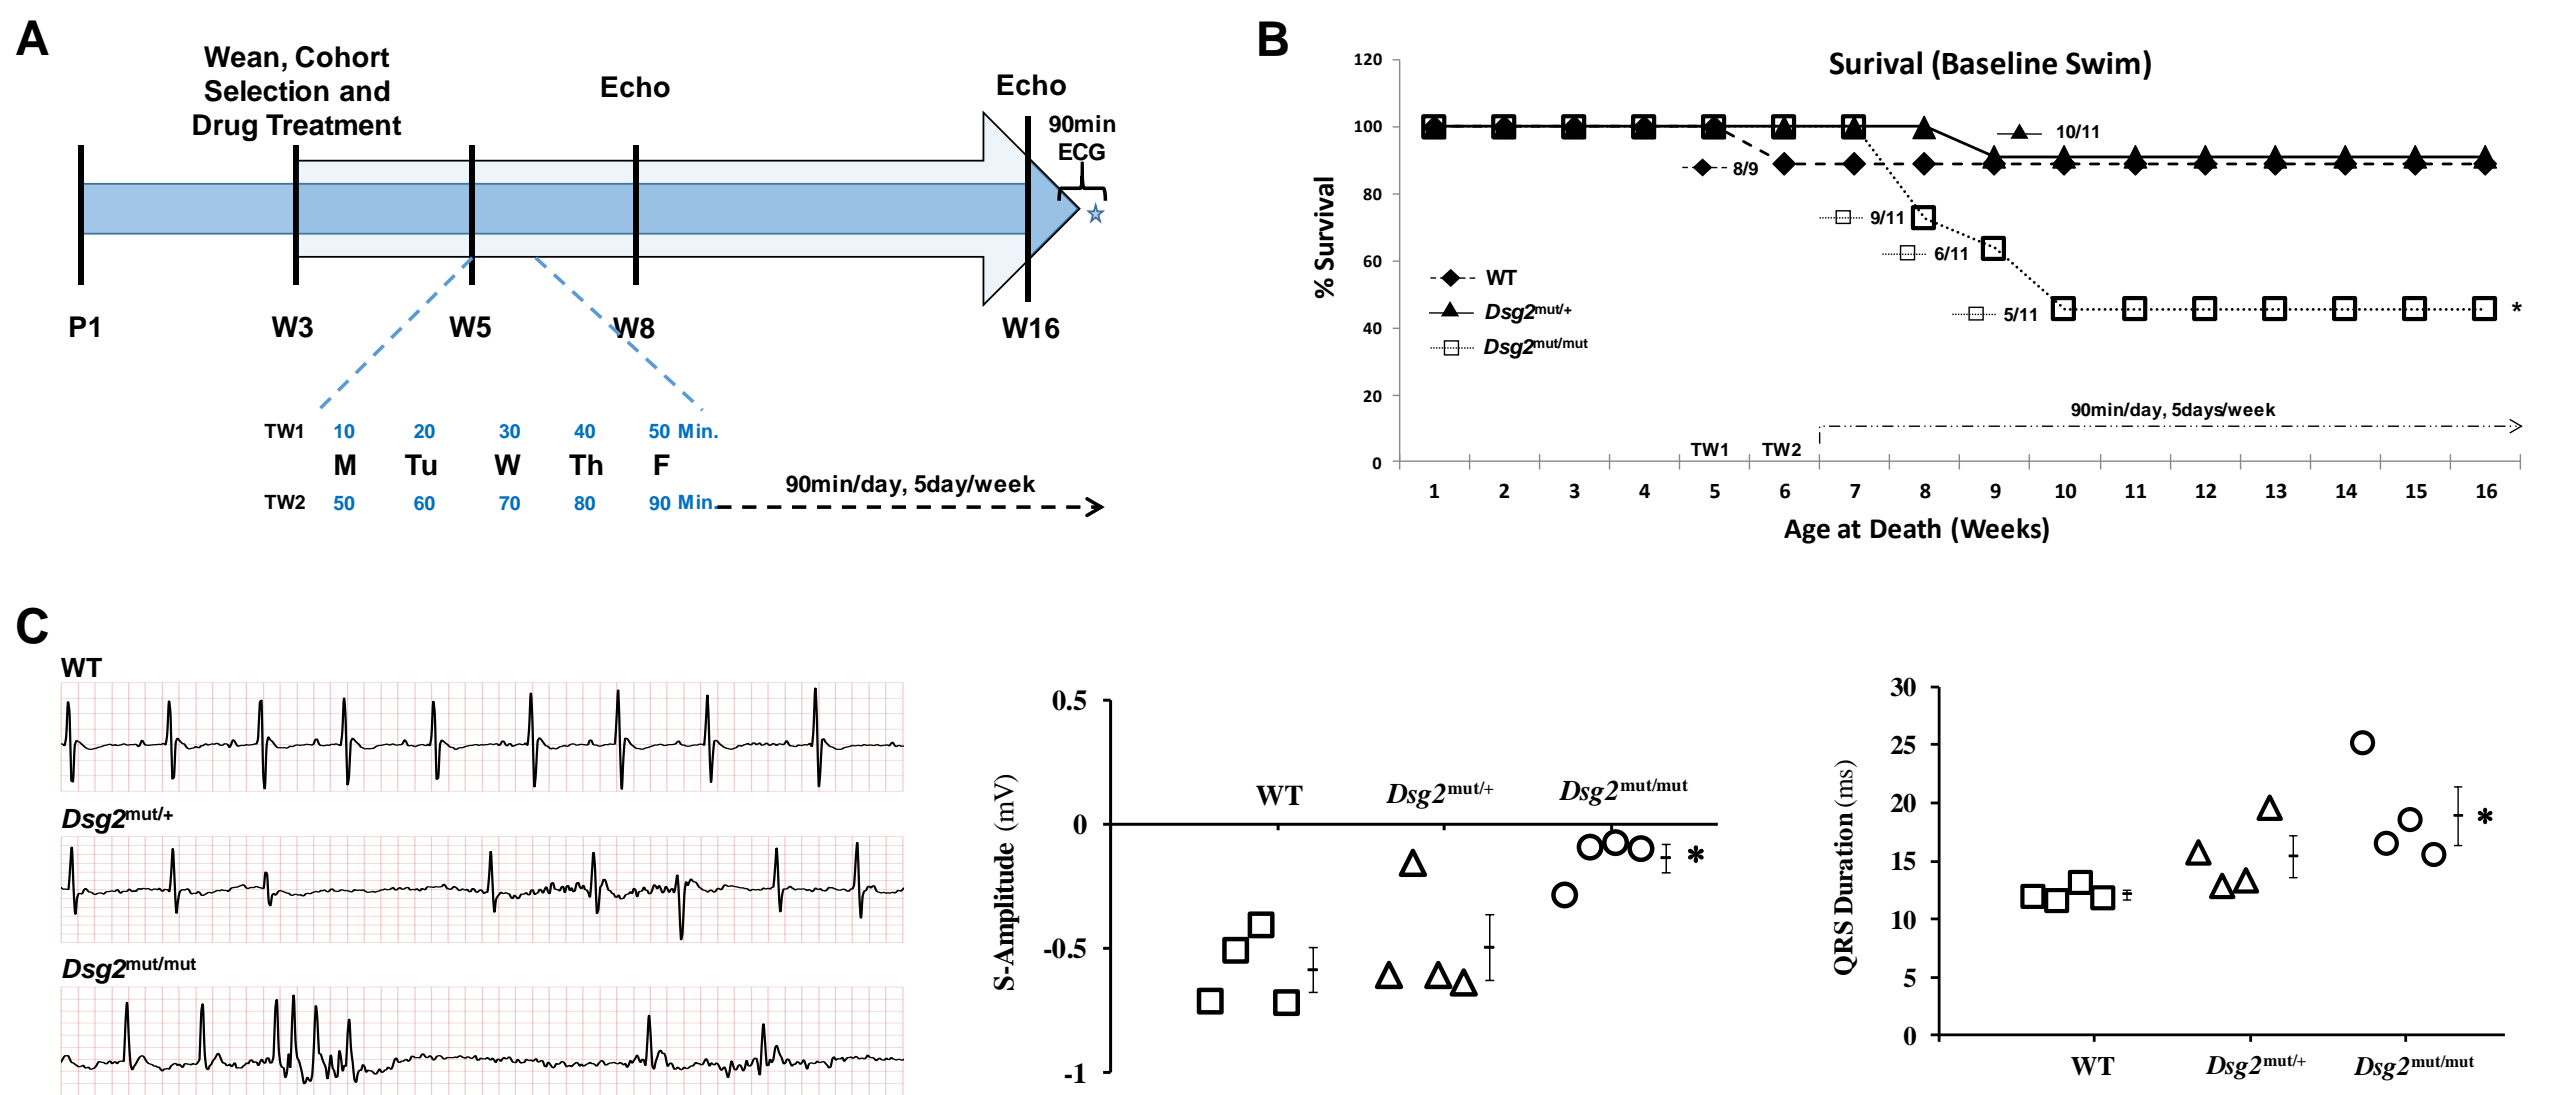 A
Wean, Cohort
Selection and
Drug Treatment
Echo
Echo
90min
ECG
P1
W3
W5
W8
W16
TW1 10 20 30 40 50 Min.
M Tu W Th F
TW2 50 60 70 80 90 Min.
90min/day, 5day/week
B
Surival (Baseline Swim)
% Survival
120
100
80
60
40
20
0
10/11
8/9
9/11
6/11
5/11
*
WT
Dsg2mut/+
Dsg2mut/mut
90min/day, 5days/week
TW1 TW2
1 2 3 4 5 6 7 8 9 10 11 12 13 14 15 16
Age at Death (Weeks)
C
WT
Dsg2mut/+
Dsg2mut/mut
S-Amplitude (mV)
0.5
0
-0.5
-1
WT Dsg2mut/+ Dsg2mut/mut
*
QRS Duration (ms)
30
25
20
15
10
5
0
*
WT Dsg2mut/+ Dsg2mut/mut